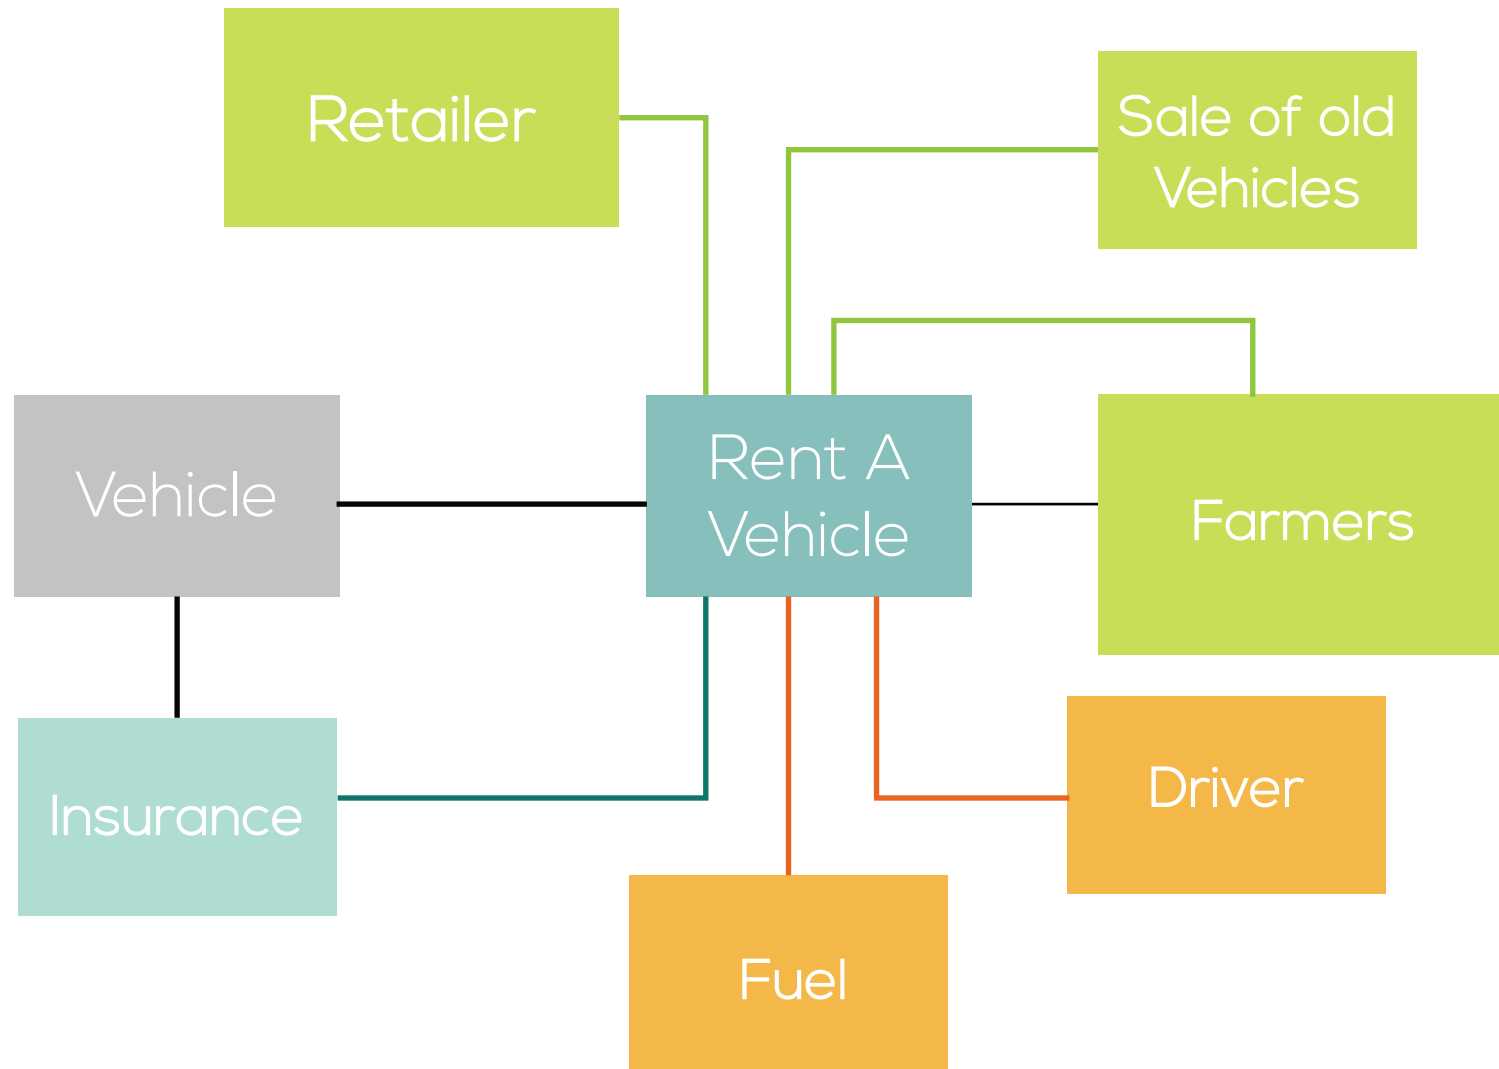 Retailer
Sale of old
Vehicles
Vehicle
Rent A
Vehicle
Farmers
Insurance
Driver
Fuel